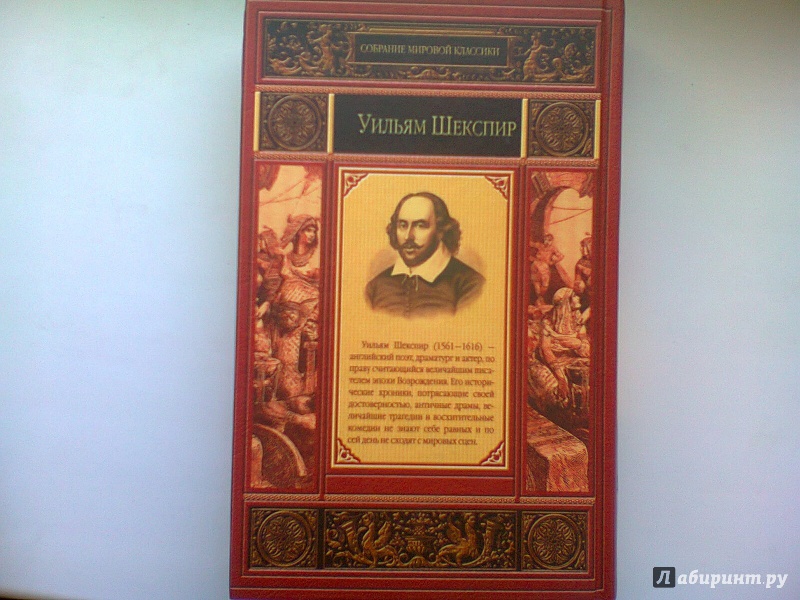 СОБРАНИЕ МИРОВОЙ КЛАССИКИ
УИЛЬЯМ ШЕКСПИР
Уильям Шекспир (1561–1616) –
английский поэт, драматург и актер, по
праву считающийся величайшим писа-
телем эпохи Возрождения. Его истори-
ческие хроники, потрясающие своей
достоверностью, античные драмы, ве-
личайшие трагедии и восхитительные
комедии не знают себе равных и по
сей день не сходят с мировых сцен.
Лабиринт.ру